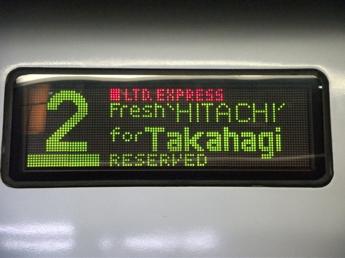 2
■LTD. EXPRESS
Fresh"HITACHI"
for Takahagi
RESERVED